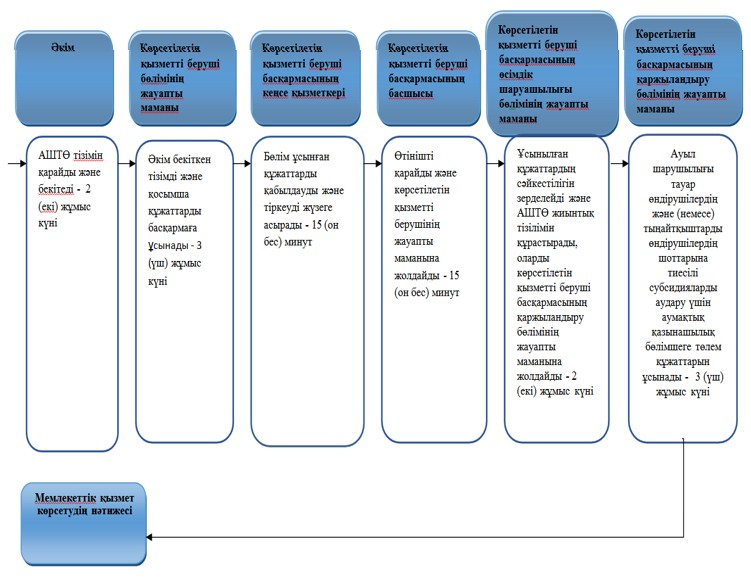 Әкім
Көрсетілетін
қызметті беруші
бөлімінің
жауапты
маманы
Көрсетілетін
қызметті беруші
басқармасының
кеңсе қызметкері
Көрсетілетін
қызметті беруші
басқармасының
басшысы
Көрсетілетін
қызметті беруші
басқармасының
өсімдік
шаруашылығы
бөлімінің жауапты
маманы
Көрсетілетін
қызметті беруші
басқармасының
қаржыландыру
бөлімінің жауапты
маманы
АШТӨ тізімін
қарайды және
бекітеді - 2
(екі) жұмыс
күні
Әкім бекіткен
тізімді және
қосымша
құжаттарды
басқармаға
ұсынады - 3
(үш) жұмыс
күні
Бөлім ұсынған
құжаттарды
қабылдауды және
тіркеуді жүзеге
асырады - 15 (он
бес) минут
Өтінішті
қарайды және
көрсетілетін
қызметті
берушінің
жауапты
маманына
жолдайды - 15
(он бес) минут
Ұсынылған
құжаттардың
сәйкестілігін
зерделейді және
АШТӨ жиынтық
тізілімін
құрастырады,
оларды
көрсетілетін
қызметті беруші
басқармасының
қаржыландыру
бөлімінің
жауапты
маманына
жолдайды - 2
(екі) жұмыс күні
Ауыл
шарушылығы
тауар
өндірушілердің
және (немесе)
тыңайтқыштарды
өндірушілердің
шоттарына
тиесілі
субсидияларды
аудару үшін
аумақтық
қазынашылық
бөлімшеге төлем
құжаттарын
ұсынады - 3 (үш)
жұмыс күні
Мемлекеттік қызмет
көрсетудің нәтижесі